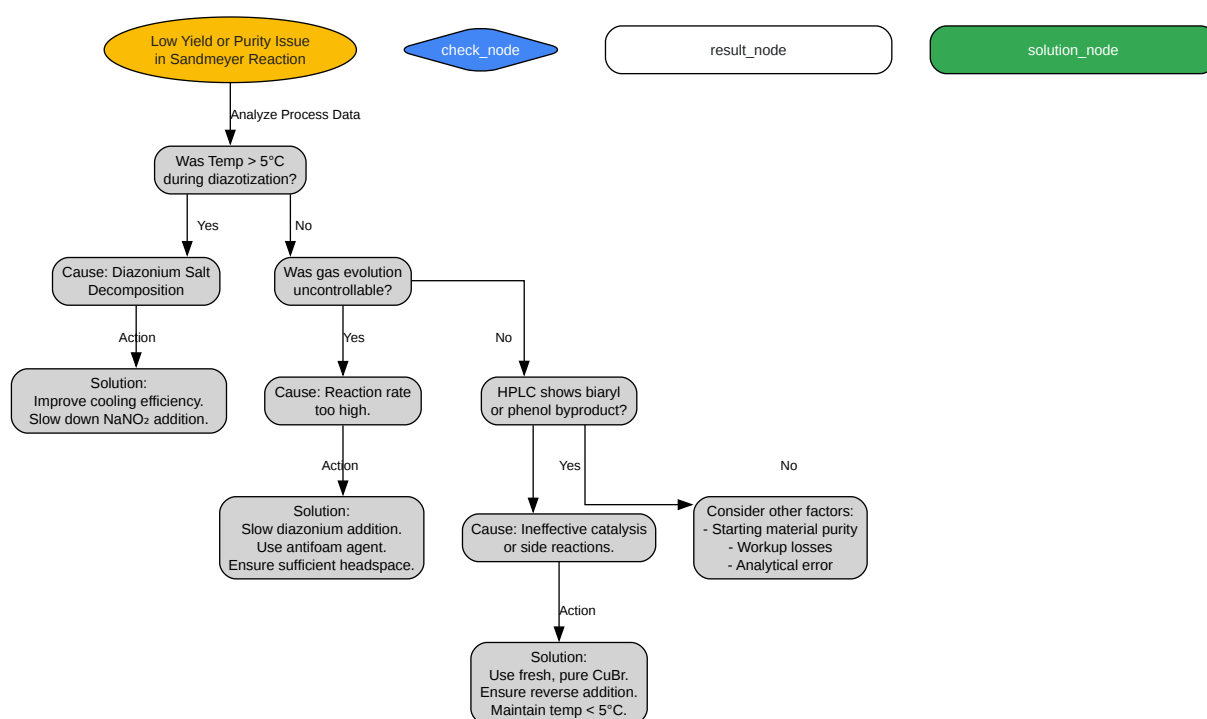 Low Yield or Purity Issue
in Sandmeyer Reaction
check_node
result_node
solution_node
Analyze Process Data
Was Temp > 5°C
during diazotization?
Yes
No
Cause: Diazonium Salt
Decomposition
Was gas evolution
uncontrollable?
Action
Yes
No
Solution:
Improve cooling efficiency.
Slow down NaNO₂ addition.
Cause: Reaction rate
too high.
HPLC shows biaryl
or phenol byproduct?
Action
Yes
No
Solution:
Slow diazonium addition.
Use antifoam agent.
Ensure sufficient headspace.
Cause: Ineffective catalysis
or side reactions.
Consider other factors:
- Starting material purity
- Workup losses
- Analytical error
Action
Solution:
Use fresh, pure CuBr.
Ensure reverse addition.
Maintain temp < 5°C.